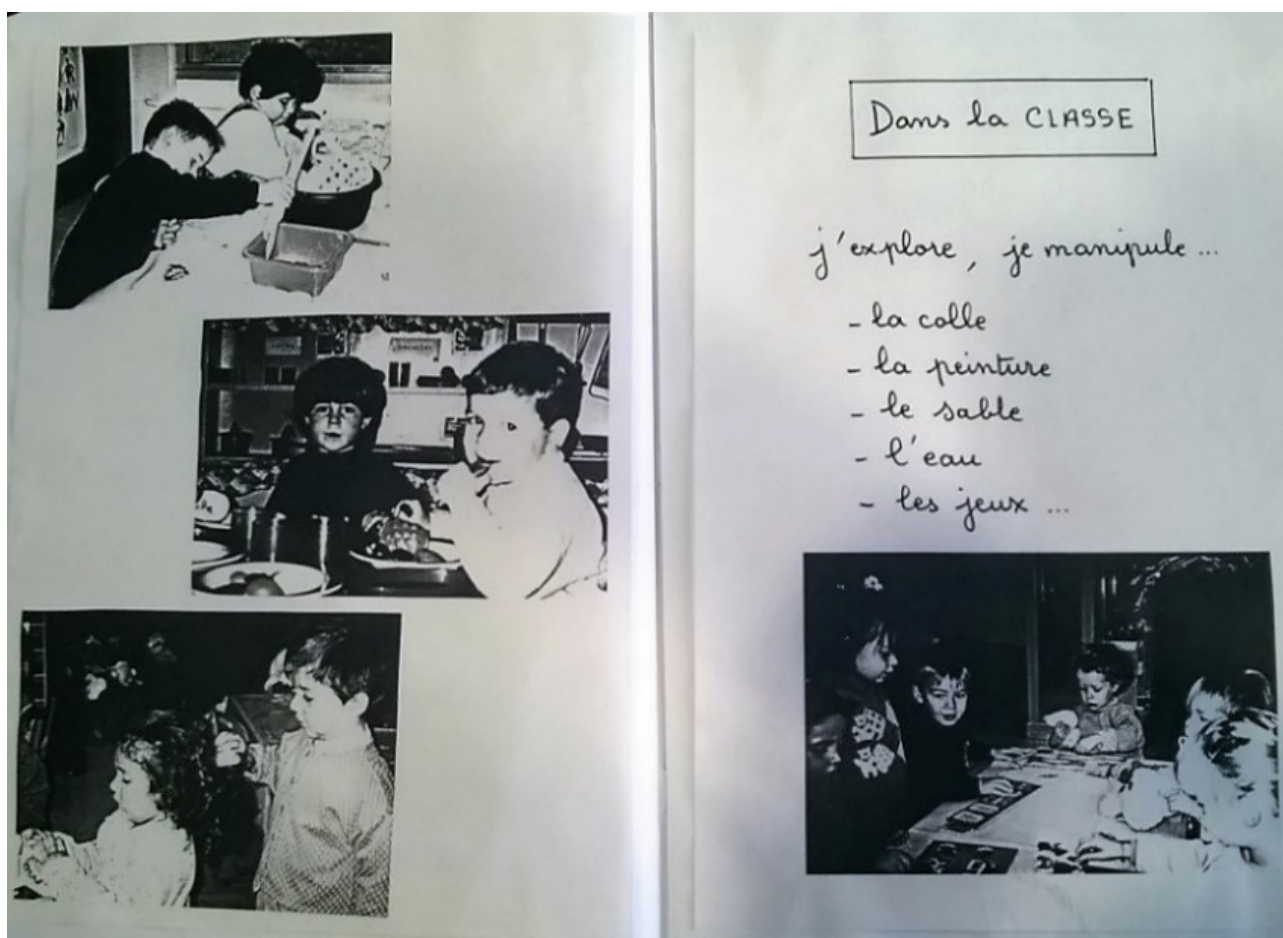 Dans la CLASSE
j'explore, je manipule ...
- la colle
- la peinture
- le sable
- l'eau
- les jeux ...